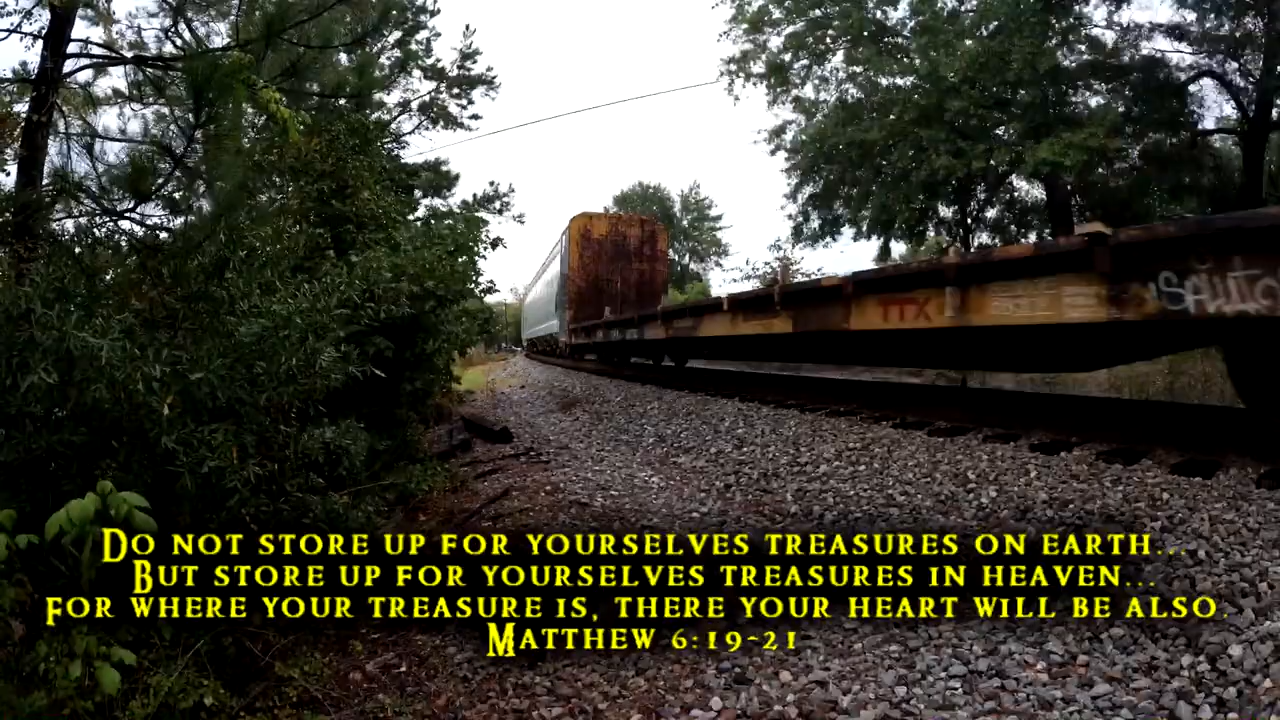 TTX
Do not store up for yourselves treasures on earth...
But store up for yourselves treasures in heaven...
For where your treasure is, there your heart will be also.
Matthew 6:19-21